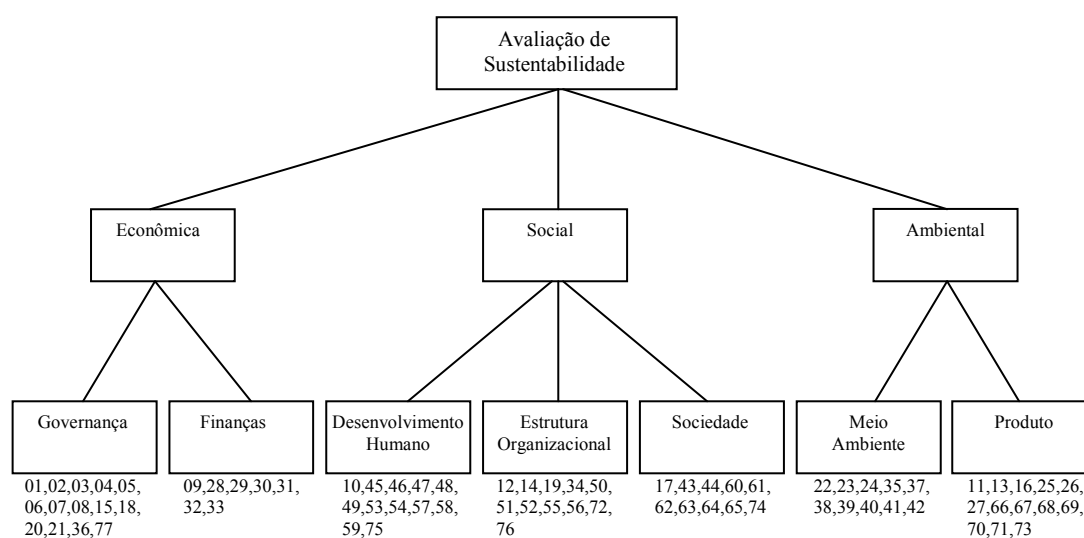 Avaliação de
Sustentabilidade
Econômica
Social
Ambiental
Governança
Finanças
Desenvolvimento
Humano
Estrutura
Organizacional
Sociedade
Meio
Ambiente
Produto
01,02,03,04,05,
06,07,08,15,18,
20,21,36,77
09,28,29,30,31,
32,33
10,45,46,47,48,
49,53,54,57,58,
59,75
12,14,19,34,50,
51,52,55,56,72,
76
17,43,44,60,61,
62,63,64,65,74
22,23,24,35,37,
38,39,40,41,42
11,13,16,25,26,
27,66,67,68,69,
70,71,73